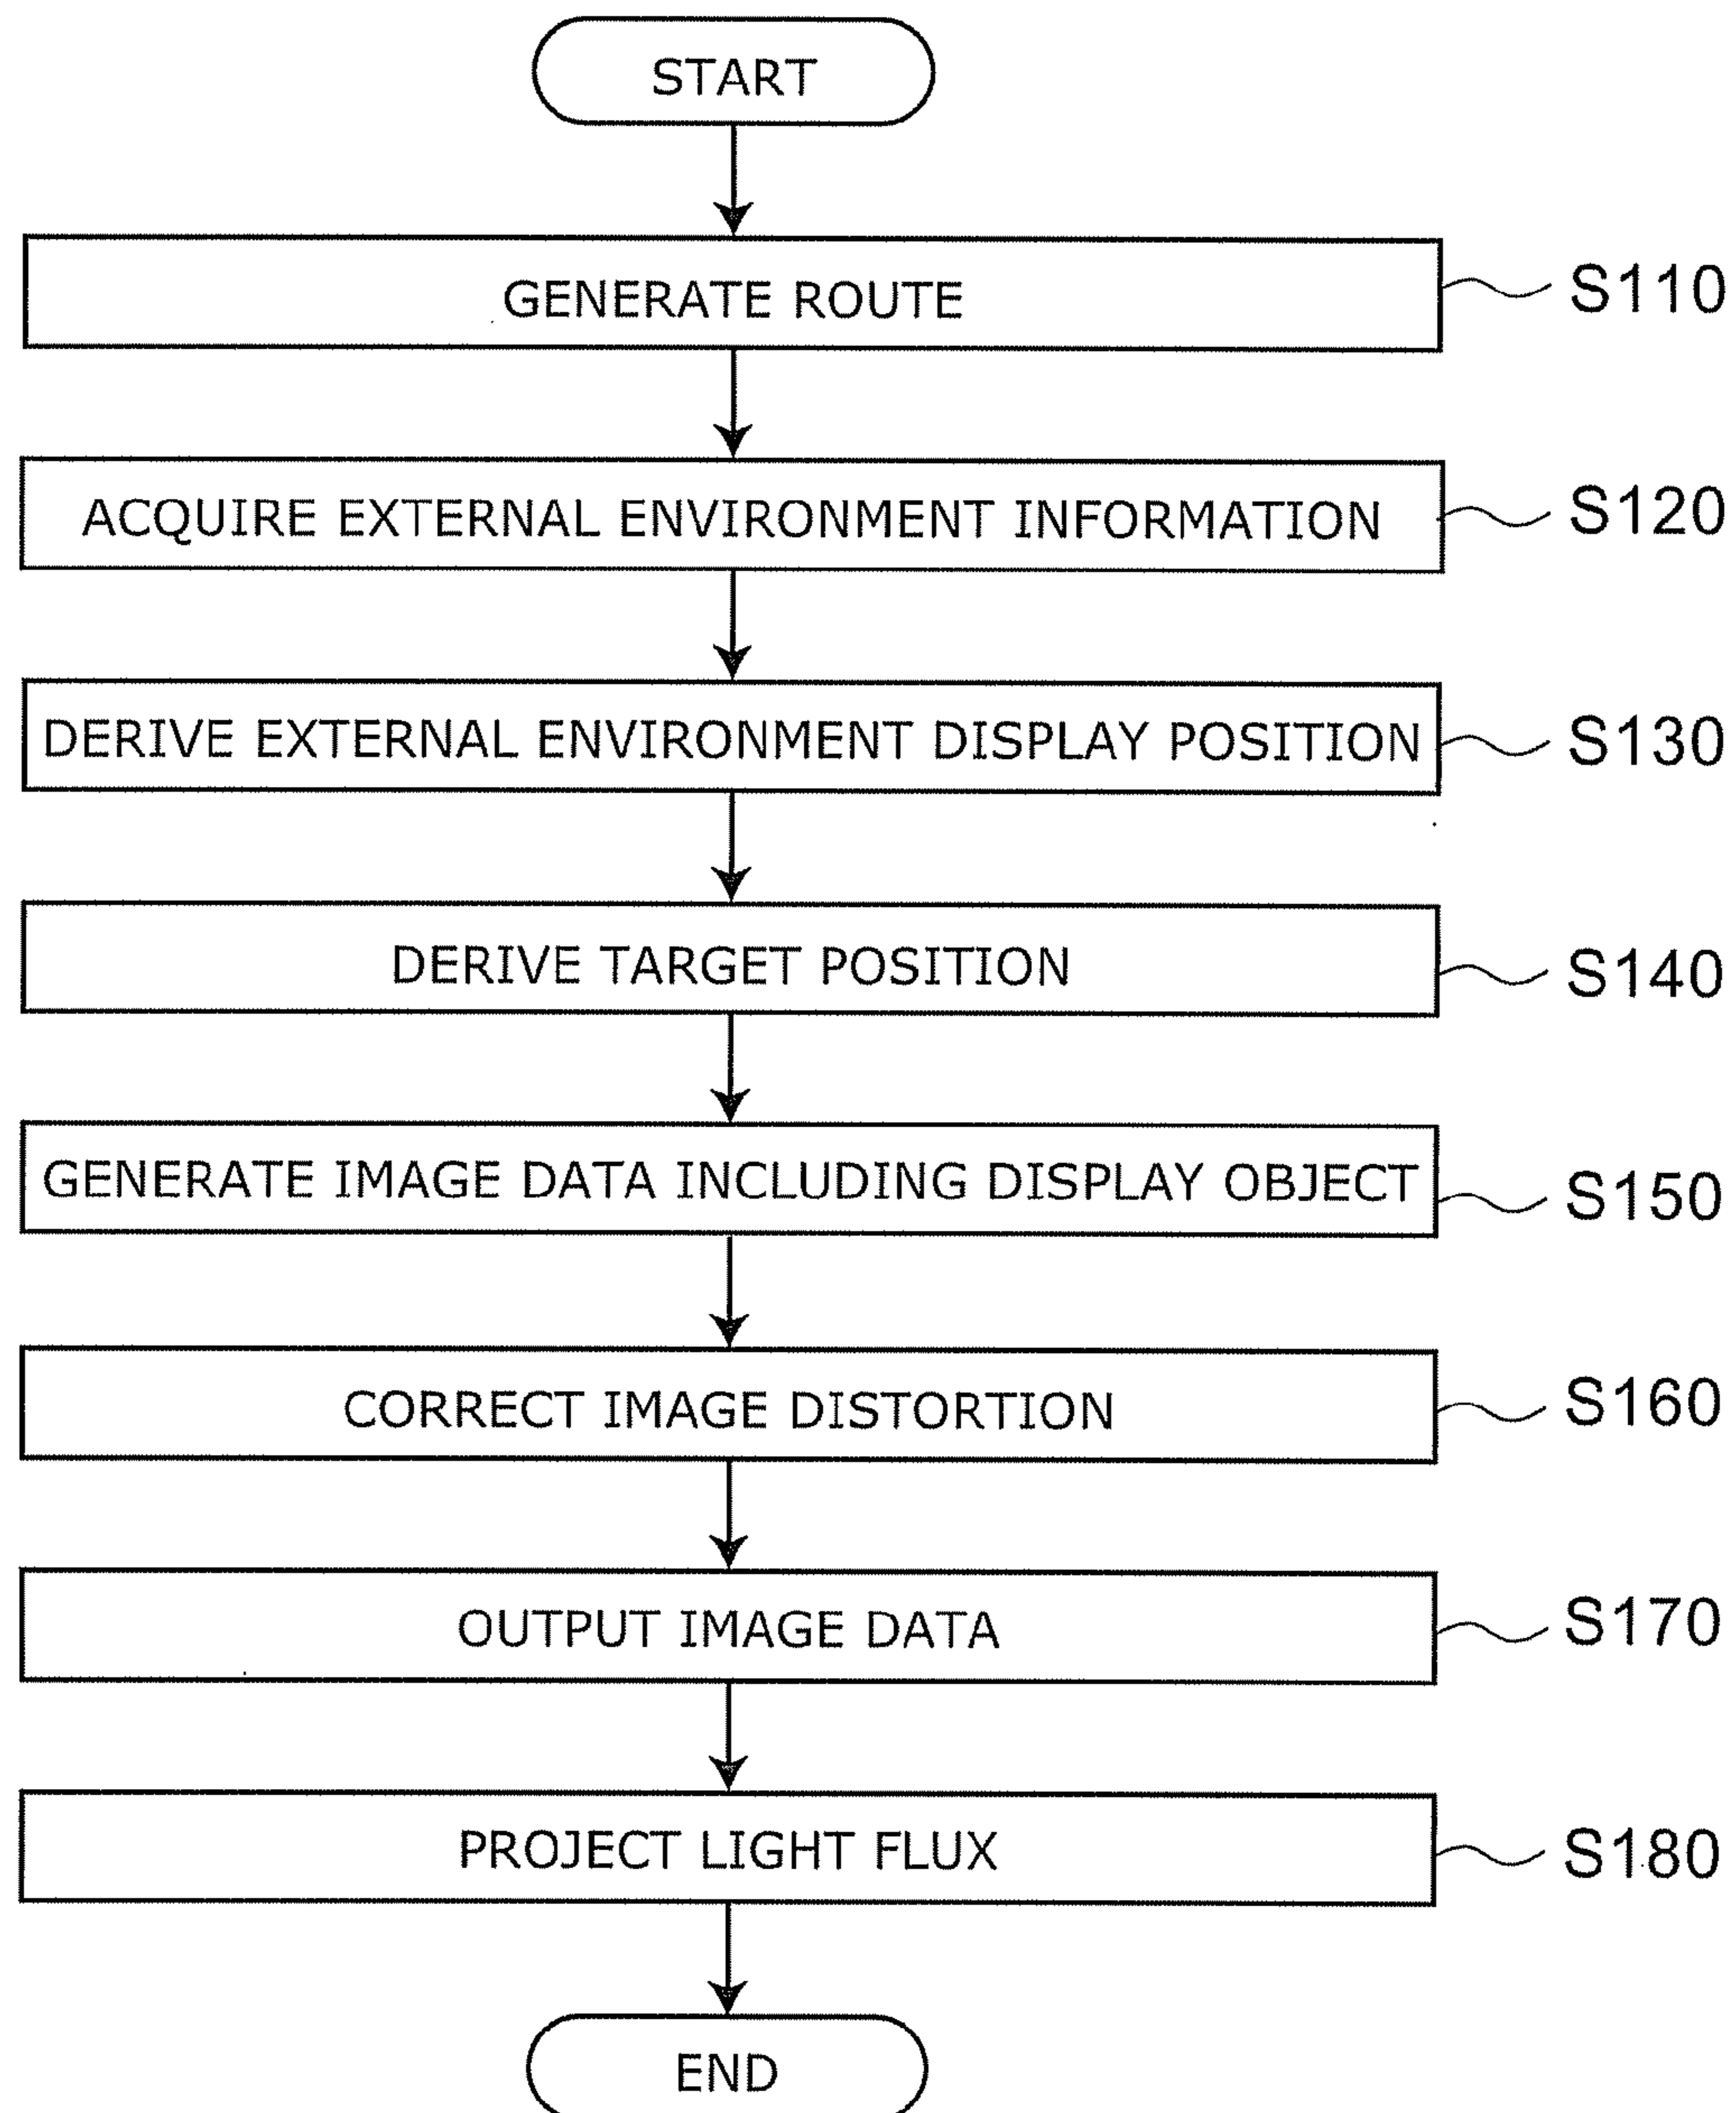 START
GENERATE ROUTE
S110
ACQUIRE EXTERNAL ENVIRONMENT INFORMATION
S120
DERIVE EXTERNAL ENVIRONMENT DISPLAY POSITION
S130
DERIVE TARGET POSITION
S140
GENERATE IMAGE DATA INCLUDING DISPLAY OBJECT
S150
CORRECT IMAGE DISTORTION
S160
OUTPUT IMAGE DATA
S170
PROJECT LIGHT FLUX
S180
END